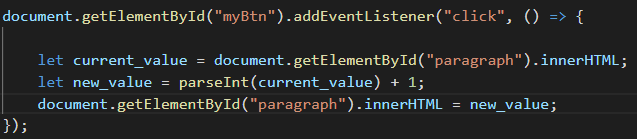 document.getElementById("myBtn").addEventListener("click", () => {
let current_value = document.getElementById("paragraph").innerHTML;
let new_value = parseInt(current_value) + 1;
document.getElementById("paragraph").innerHTML = new_value;
});